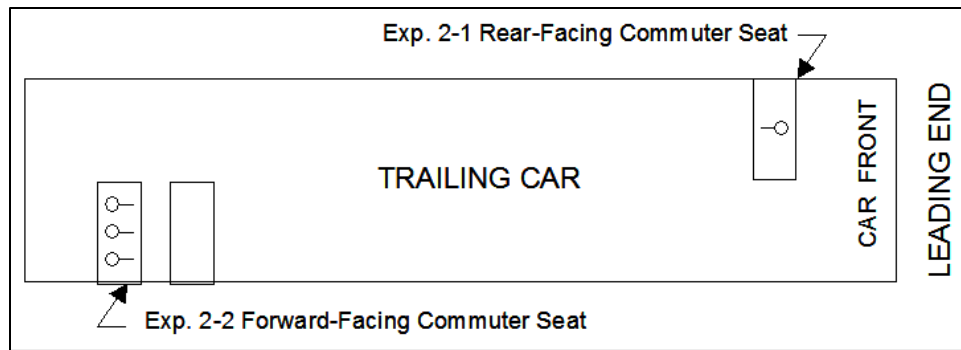 Exp. 2-1 Rear-Facing Commuter Seat
TRAILING CAR
CAR FRONT
LEADING END
Exp. 2-2 Forward-Facing Commuter Seat